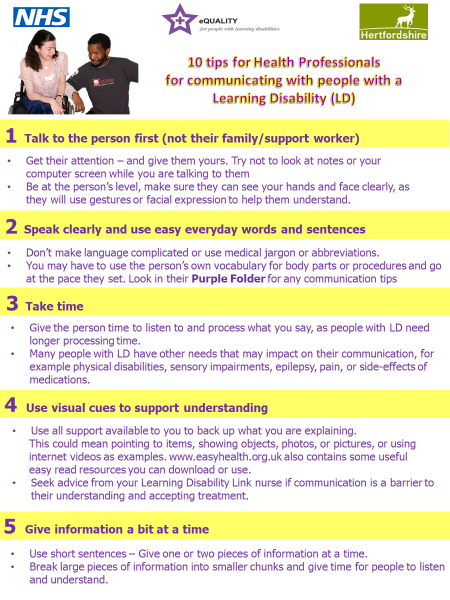 NHS
eQUALITY
for people with learning disabilities
Hertfordshire
10 tips for Health Professionals
for communicating with people with a
Learning Disability (LD)
1 Talk to the person first (not their family/support worker)
• Get their attention – and give them yours. Try not to look at notes or your
computer screen while you are talking to them
• Be at the person's level, make sure they can see your hands and face clearly, as
they will use gestures or facial expression to help them understand.
2 Speak clearly and use easy everyday words and sentences
• Don't make language complicated or use medical jargon or abbreviations.
• You may have to use the person's own vocabulary for body parts or procedures and go
at the pace they set. Look in their Purple Folder for any communication tips
3 Take time
• Give the person time to listen to and process what you say, as people with LD need
longer processing time.
• Many people with LD have other needs that may impact on their communication, for
example physical disabilities, sensory impairments, epilepsy, pain, or side-effects of
medications.
4 Use visual cues to support understanding
• Use all support available to you to back up what you are explaining.
This could mean pointing to items, showing objects, photos, or pictures, or using
internet videos as examples. www.easyhealth.org.uk also contains some useful
easy read resources you can download or use.
• Seek advice from your Learning Disability Link nurse if communication is a barrier to
their understanding and accepting treatment.
5 Give information a bit at a time
• Use short sentences – Give one or two pieces of information at a time.
• Break large pieces of information into smaller chunks and give time for people to listen
and understand.